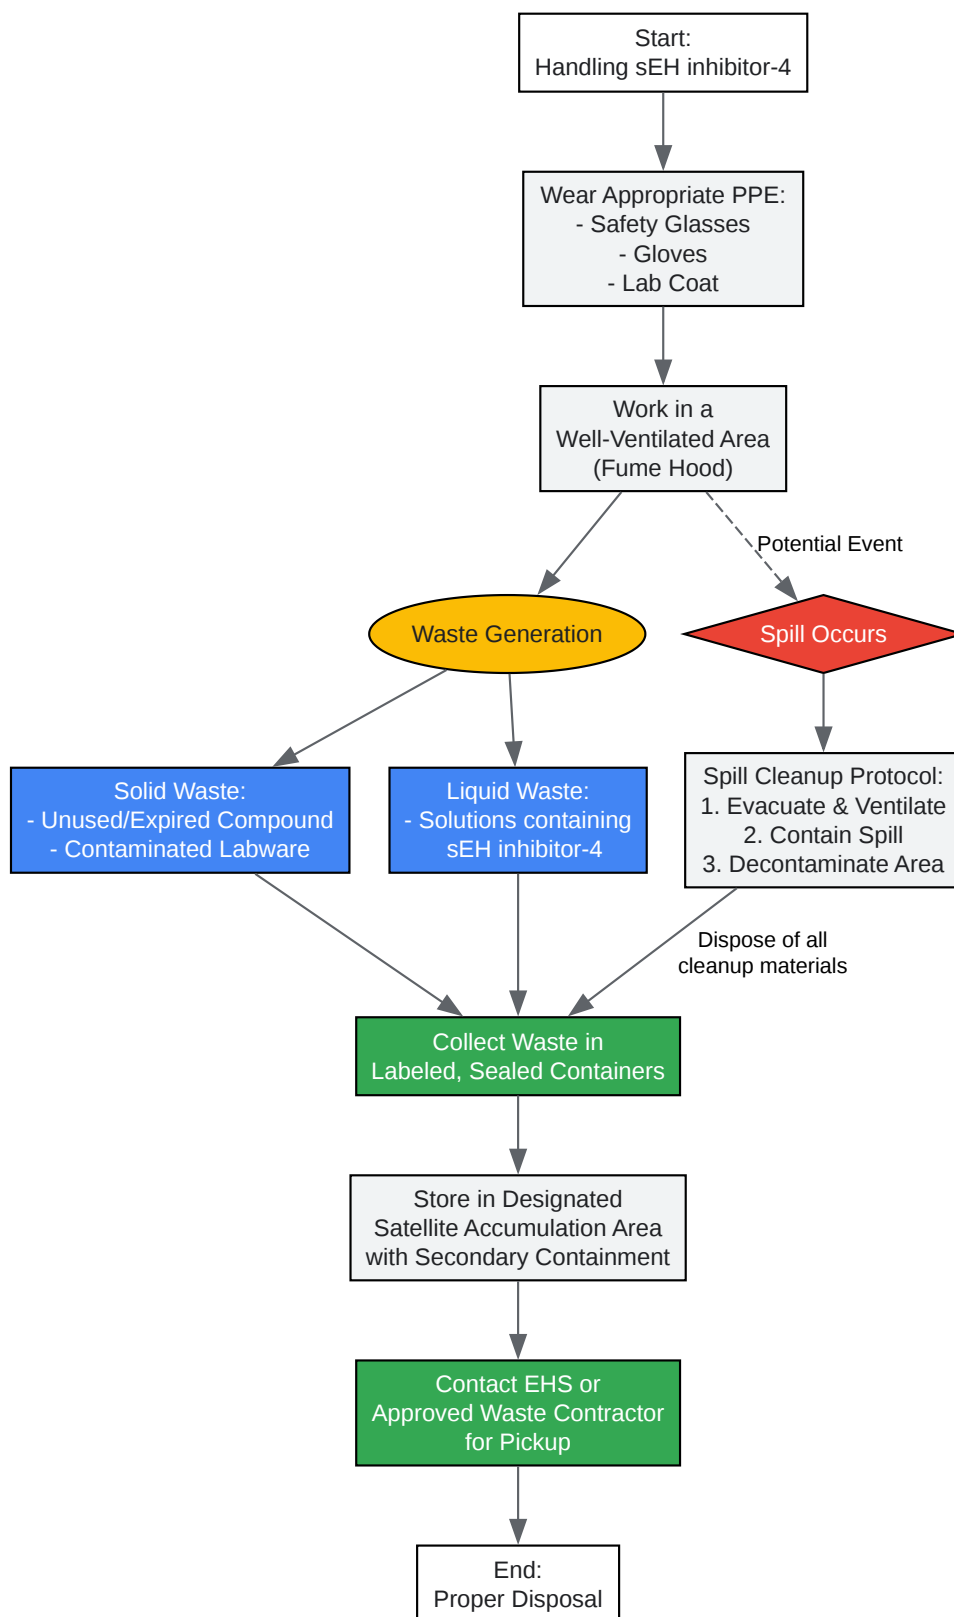 Start:
Handling sEH inhibitor-4
Wear Appropriate PPE:
- Safety Glasses
- Gloves
- Lab Coat
Work in a
Well-Ventilated Area
(Fume Hood)
Potential Event
Waste Generation
Spill Occurs
Solid Waste:
- Unused/Expired Compound
- Contaminated Labware
Liquid Waste:
- Solutions containing
sEH inhibitor-4
Spill Cleanup Protocol:
1. Evacuate & Ventilate
2. Contain Spill
3. Decontaminate Area
Dispose of all
cleanup materials
Collect Waste in
Labeled, Sealed Containers
Store in Designated
Satellite Accumulation Area
with Secondary Containment
Contact EHS or
Approved Waste Contractor
for Pickup
End:
Proper Disposal